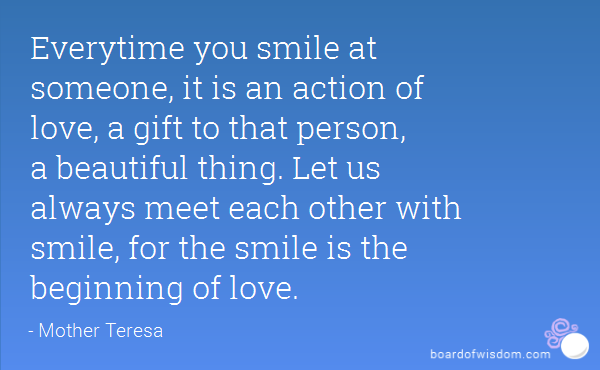 Everytime you smile at
someone, it is an action of
love, a gift to that person,
a beautiful thing. Let us
always meet each other with
smile, for the smile is the
beginning of love.
- Mother Teresa
boardofwisdom.com